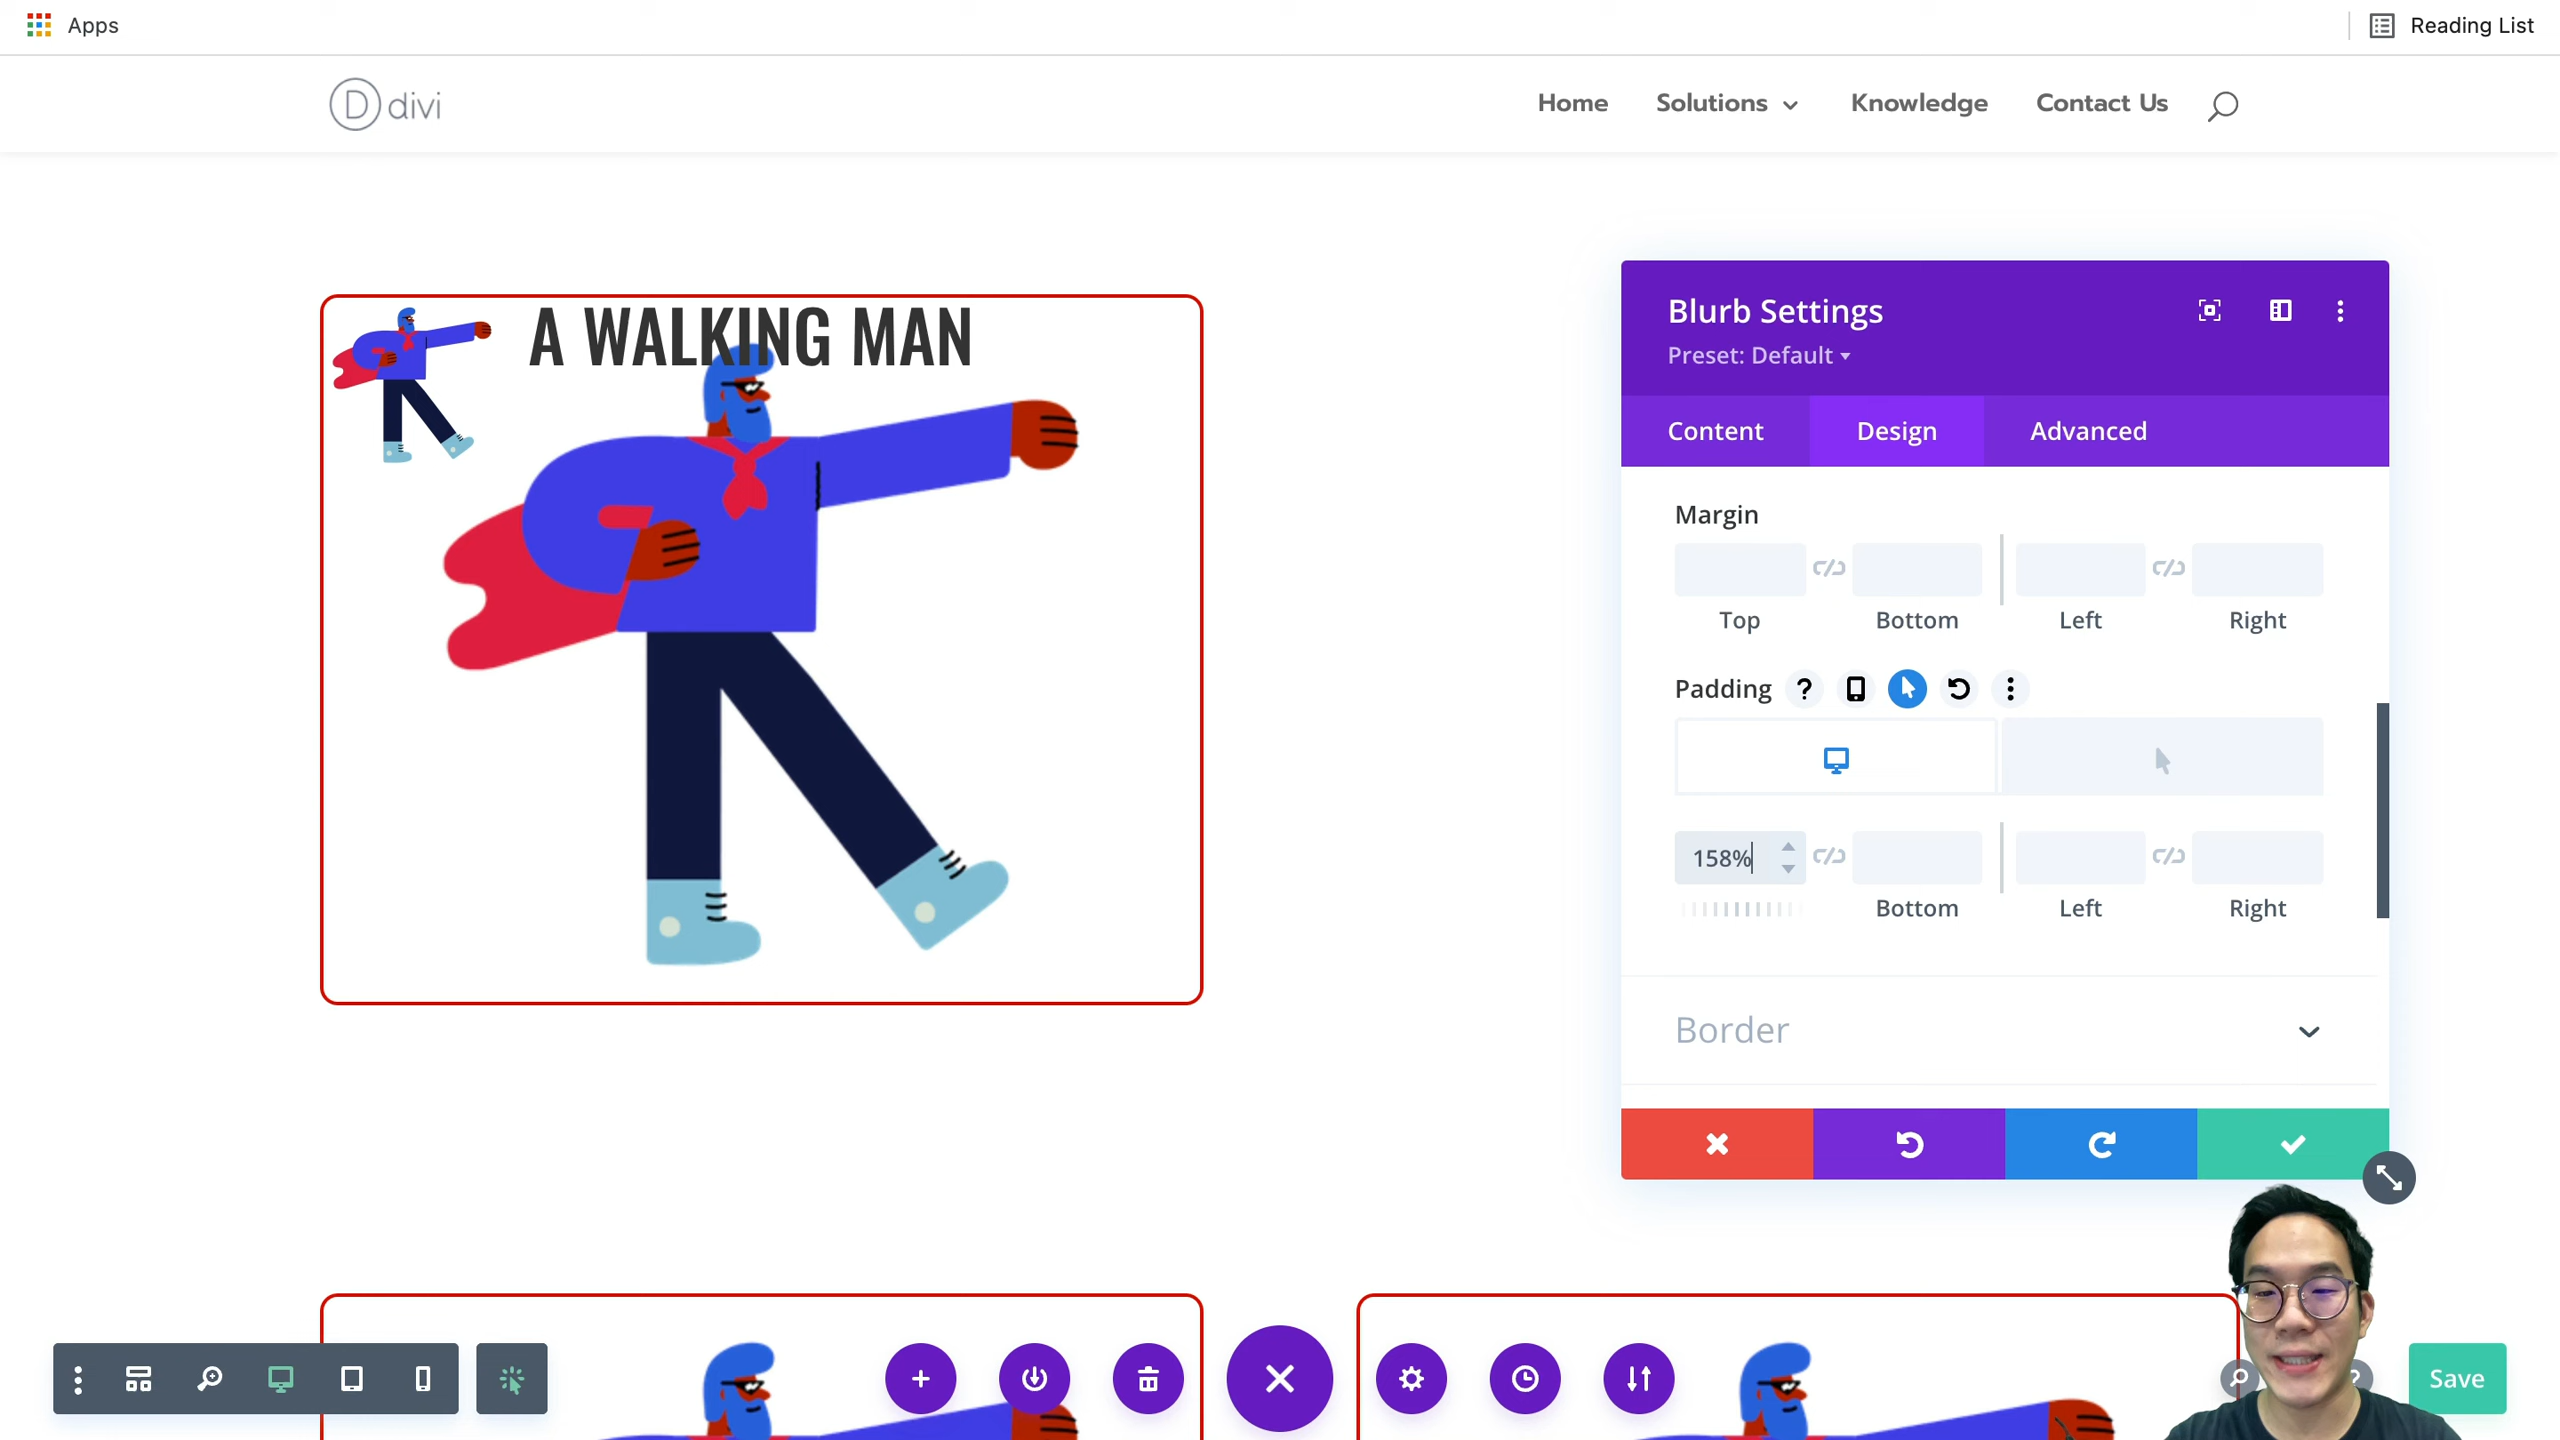 Apps
Reading List
D divi
Home
Solutions
Knowledge
Contact Us
A WALKING MAN
Blurb Settings
Preset: Default
Content
Design
Advanced
Margin
Top
Bottom
Left
Right
Padding ?
158%
Bottom
Left
Right
Border
?
Save